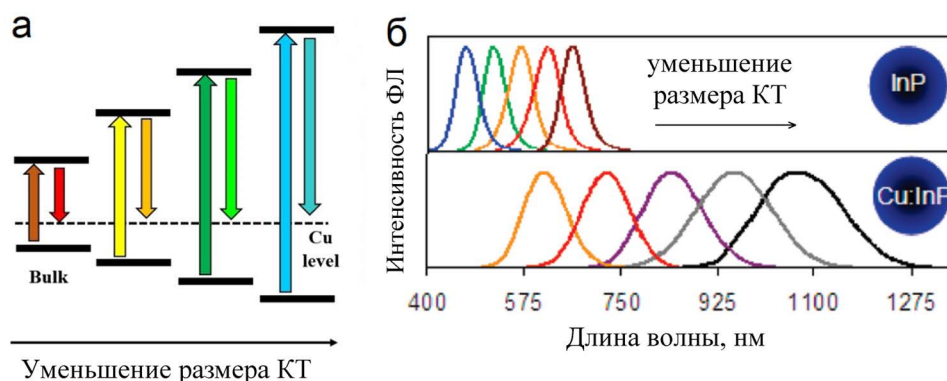 а
Bulk
Cu
level
Уменьшение размера КТ
б
Интенсивность ФЛ
уменьшение
размера КТ
InP
Cu:InP
400 575 750 925 1100 1275
Длина волны, нм